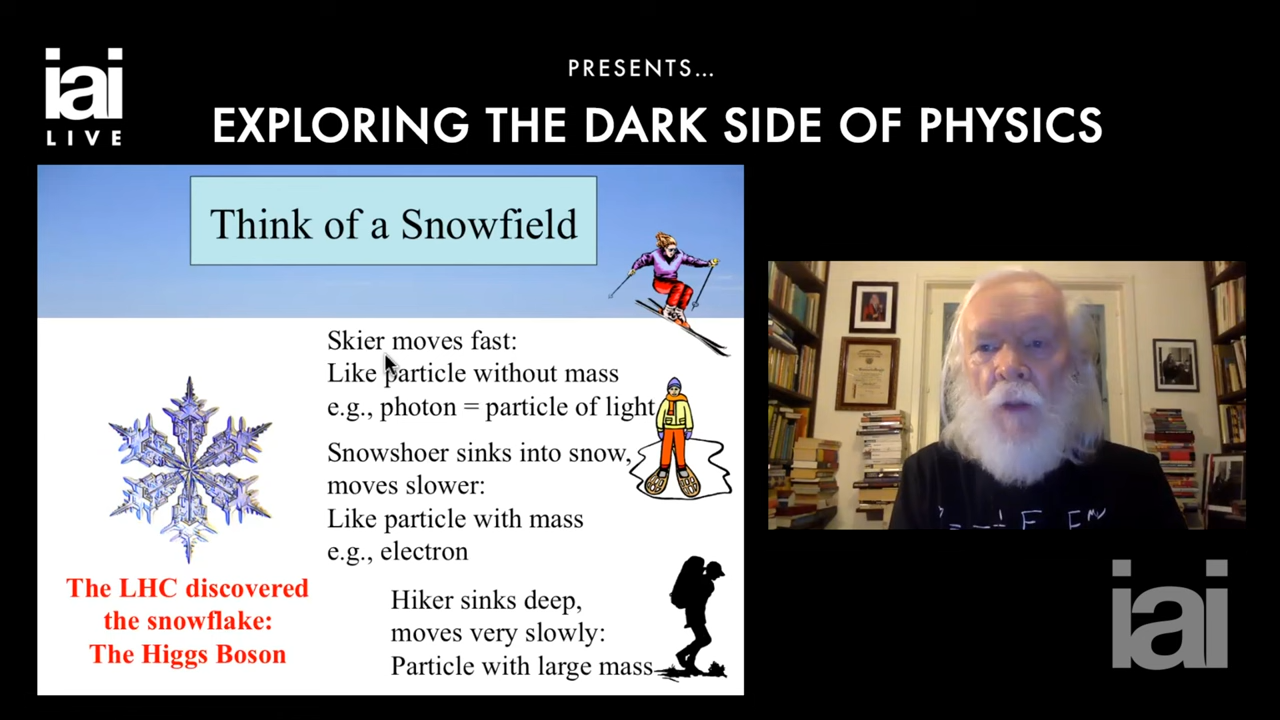 iai
LIVE
PRESENTS...
EXPLORING THE DARK SIDE OF PHYSICS
Think of a Snowfield
Skier moves fast:
Like particle without mass
e.g., photon = particle of light
Snowshoer sinks into snow,
moves slower:
Like particle with mass
e.g., electron
Hiker sinks deep,
moves very slowly:
Particle with large mass
The LHC discovered
the snowflake:
The Higgs Boson
iai